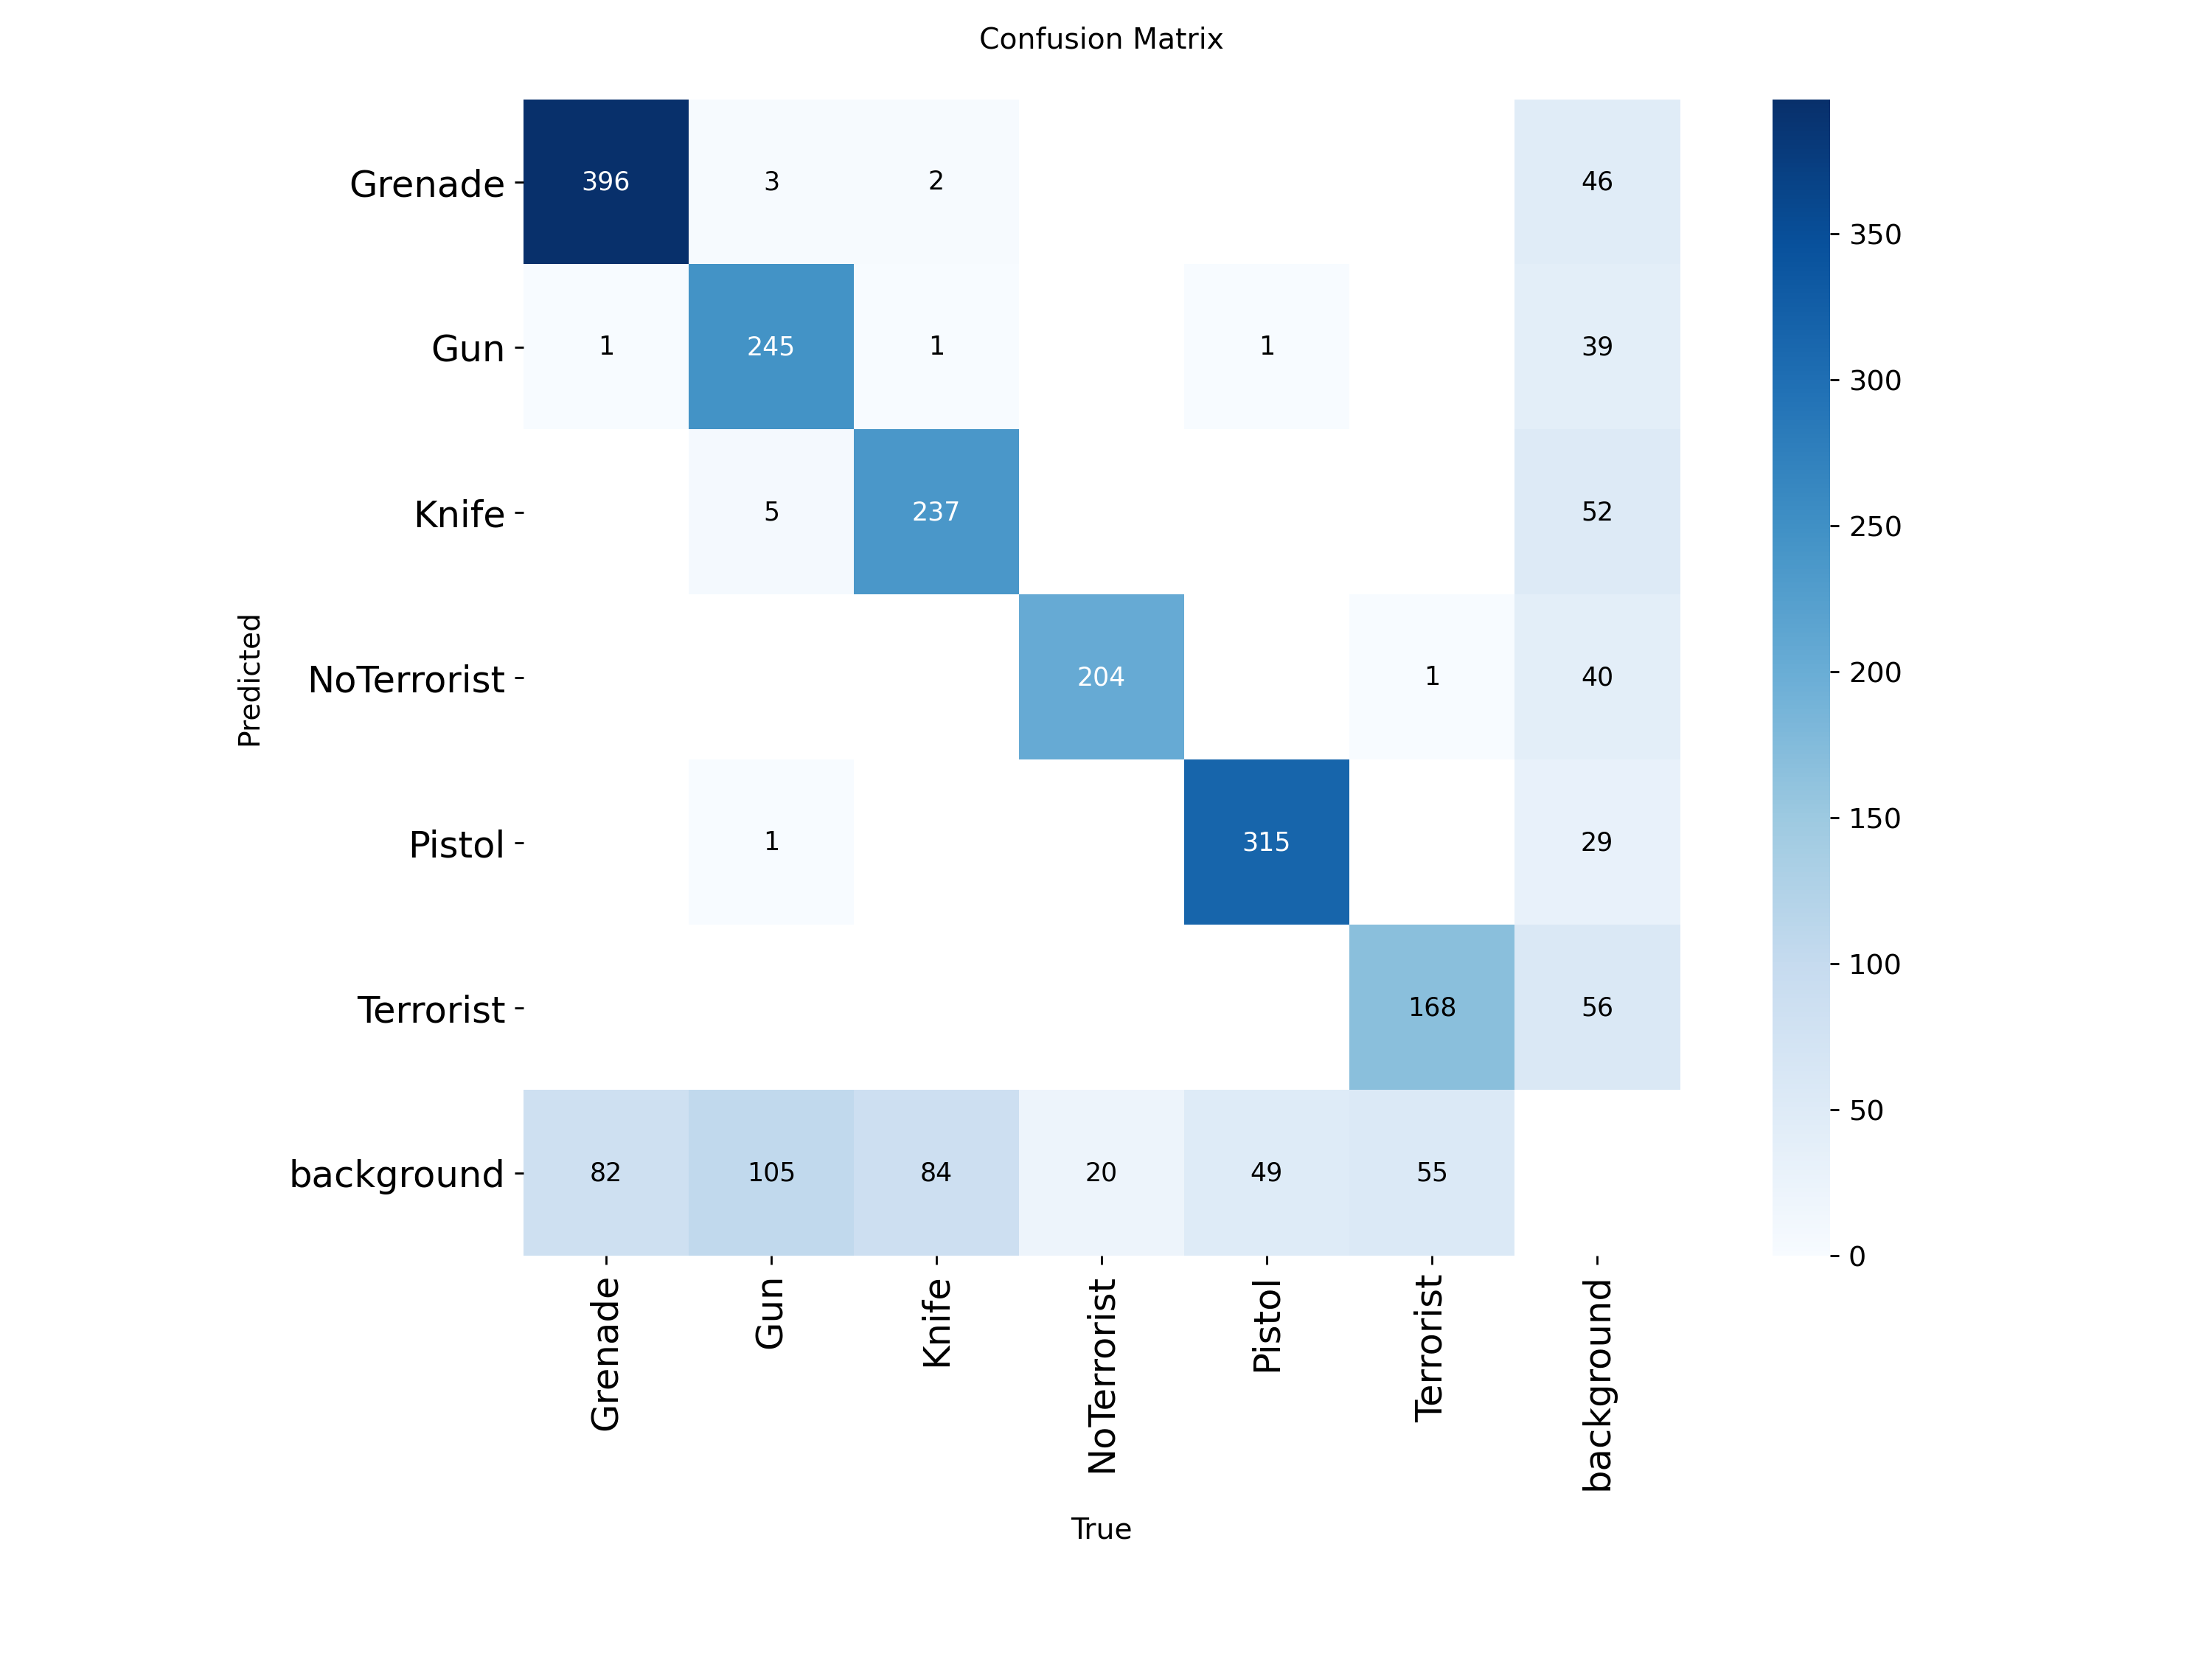 Confusion Matrix
Grenade 396 3 2 46
350
Gun 1 245 1 1 39
300
Knife 5 237 52
250
Predicted
NoTerrorist 204 1 40
200
150
Pistol 1 315 29
100
Terrorist 168 56
50
background 82 105 84 20 49 55
0
Grenade Gun Knife NoTerrorist Pistol Terrorist background
True